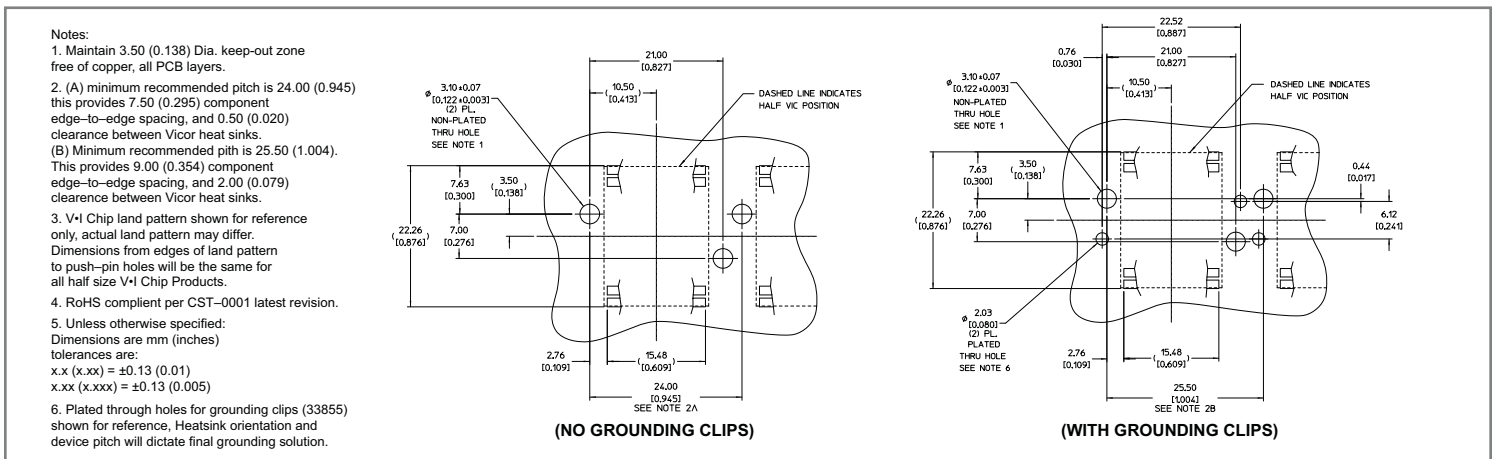 Notes:
1. Maintain 3.50 (0.138) Dia. keep-out zone
free of copper, all PCB layers.
2. (A) minimum recommended pitch is 24.00 (0.945)
this provides 7.50 (0.295) component
edge–to–edge spacing, and 0.50 (0.020)
clearance between Vicor heat sinks.
(B) Minimum recommended pith is 25.50 (1.004).
This provides 9.00 (0.354) component
edge–to–edge spacing, and 2.00 (0.079)
clearance between Vicor heat sinks.
3. V•I Chip land pattern shown for reference
only, actual land pattern may differ.
Dimensions from edges of land pattern
to push–pin holes will be the same for
all half size V•I Chip Products.
4. RoHS complient per CST–0001 latest revision.
5. Unless otherwise specified:
Dimensions are mm (inches)
tolerances are:
x.x (x.xx) = ±0.13 (0.01)
x.xx (x.xxx) = ±0.13 (0.005)
6. Plated through holes for grounding clips (33855)
shown for reference, Heatsink orientation and
device pitch will dictate final grounding solution.
21.00
[0.827]
(10.50)
[0.413]
ø 3.10±0.07
[0.122±0.003]
(2) PL.
NON-PLATED
THRU HOLE
SEE NOTE 1
DASHED LINE INDICATES
HALF VIC POSITION
7.63
[0.300]
(3.50)
[0.138]
(22.26)
[0.876]
7.00
[0.276]
2.76
[0.109]
(15.48)
[0.609]
24.00
[0.945]
SEE NOTE 2A
(NO GROUNDING CLIPS)
22.52
[0.887]
0.76
[0.030]
21.00
[0.827]
(10.50)
[0.413]
ø 3.10±0.07
[0.122±0.003]
(2) PL.
NON-PLATED
THRU HOLE
SEE NOTE 1
DASHED LINE INDICATES
HALF VIC POSITION
7.63
[0.300]
(3.50)
[0.138]
0.44
[0.017]
(22.26)
[0.876]
7.00
[0.276]
6.12
[0.241]
ø 2.03
[0.080]
(2) PL.
PLATED
THRU HOLE
SEE NOTE 6
2.76
[0.109]
(15.48)
[0.609]
25.50
[1.004]
SEE NOTE 2B
(WITH GROUNDING CLIPS)